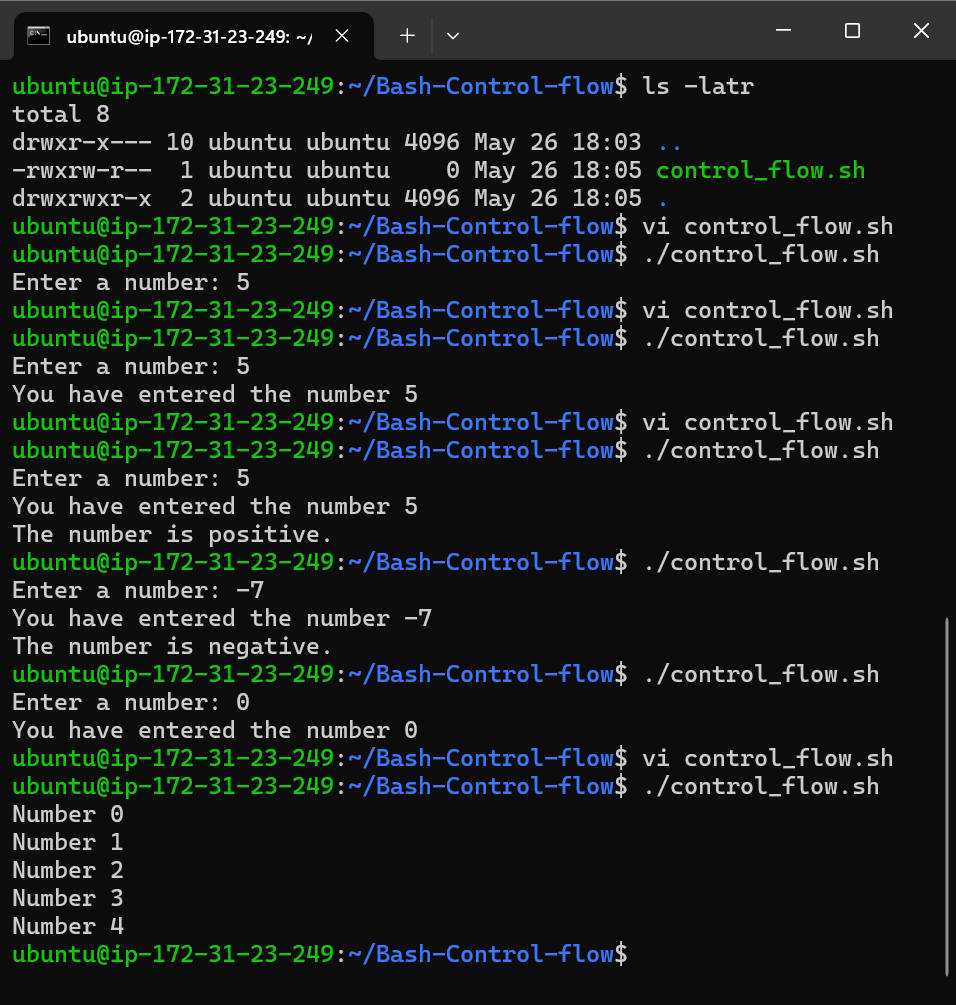 ubuntu@ip-172-31-23-249: ~/
ubuntu@ip-172-31-23-249:~/Bash-Control-flow$ ls -latr
total 8
drwxr-x--- 10 ubuntu ubuntu 4096 May 26 18:03 ..
-rwxrw-r--  1 ubuntu ubuntu    0 May 26 18:05 control_flow.sh
drwxrwxr-x  2 ubuntu ubuntu 4096 May 26 18:05 .
ubuntu@ip-172-31-23-249:~/Bash-Control-flow$ vi control_flow.sh
ubuntu@ip-172-31-23-249:~/Bash-Control-flow$ ./control_flow.sh
Enter a number: 5
ubuntu@ip-172-31-23-249:~/Bash-Control-flow$ vi control_flow.sh
ubuntu@ip-172-31-23-249:~/Bash-Control-flow$ ./control_flow.sh
Enter a number: 5
You have entered the number 5
ubuntu@ip-172-31-23-249:~/Bash-Control-flow$ vi control_flow.sh
ubuntu@ip-172-31-23-249:~/Bash-Control-flow$ ./control_flow.sh
Enter a number: 5
You have entered the number 5
The number is positive.
ubuntu@ip-172-31-23-249:~/Bash-Control-flow$ ./control_flow.sh
Enter a number: -7
You have entered the number -7
The number is negative.
ubuntu@ip-172-31-23-249:~/Bash-Control-flow$ ./control_flow.sh
Enter a number: 0
You have entered the number 0
ubuntu@ip-172-31-23-249:~/Bash-Control-flow$ vi control_flow.sh
ubuntu@ip-172-31-23-249:~/Bash-Control-flow$ ./control_flow.sh
Number 0
Number 1
Number 2
Number 3
Number 4
ubuntu@ip-172-31-23-249:~/Bash-Control-flow$